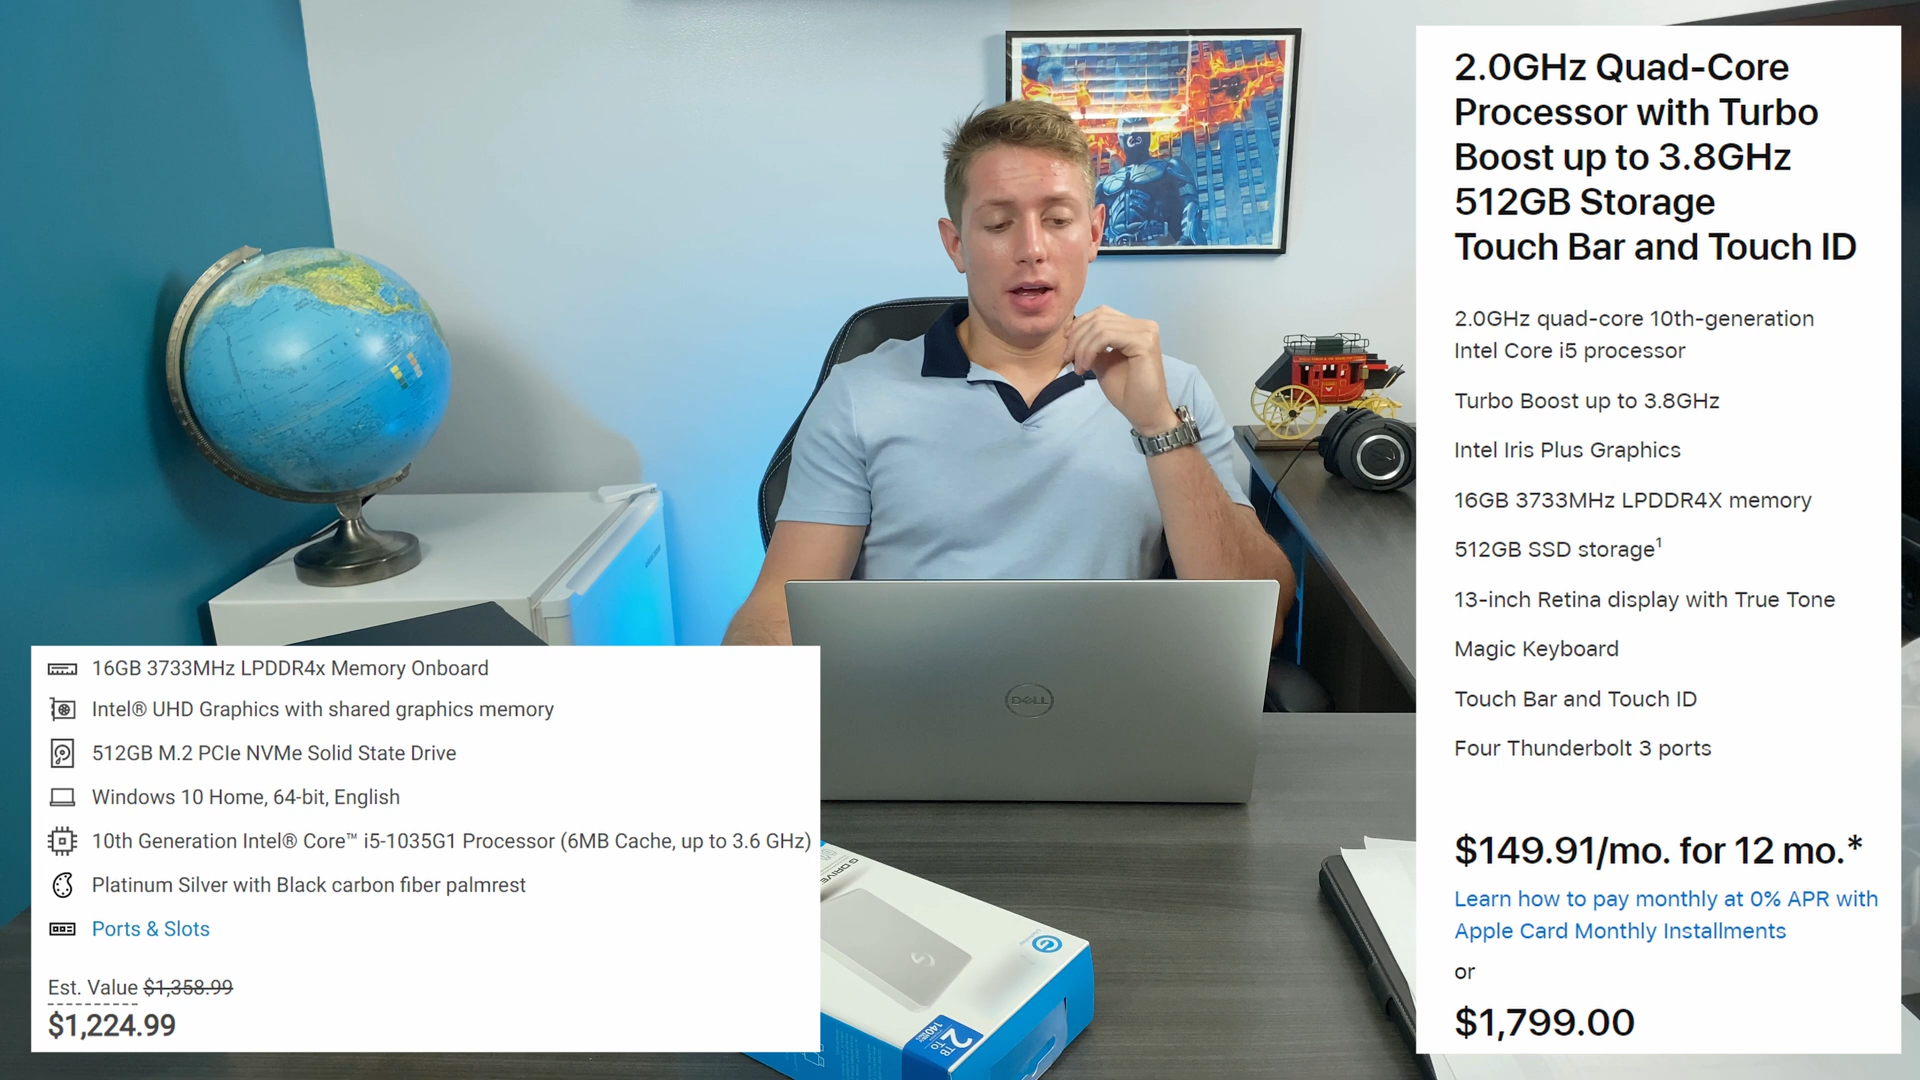 16GB 3733MHz LPDDR4x Memory Onboard
Intel® UHD Graphics with shared graphics memory
512GB M.2 PCIe NVMe Solid State Drive
Windows 10 Home, 64-bit, English
10th Generation Intel® Core™ i5-1035G1 Processor (6MB Cache, up to 3.6 GHz)
Platinum Silver with Black carbon fiber palmrest
Ports & Slots
Est. Value $1,358.99
$1,224.99
DELL
G DRIVE
2TB
TO
2.0GHz Quad-Core
Processor with Turbo
Boost up to 3.8GHz
512GB Storage
Touch Bar and Touch ID
2.0GHz quad-core 10th-generation
Intel Core i5 processor
Turbo Boost up to 3.8GHz
Intel Iris Plus Graphics
16GB 3733MHz LPDDR4X memory
512GB SSD storage¹
13-inch Retina display with True Tone
Magic Keyboard
Touch Bar and Touch ID
Four Thunderbolt 3 ports
$149.91/mo. for 12 mo.*
Learn how to pay monthly at 0% APR with
Apple Card Monthly Installments
or
$1,799.00